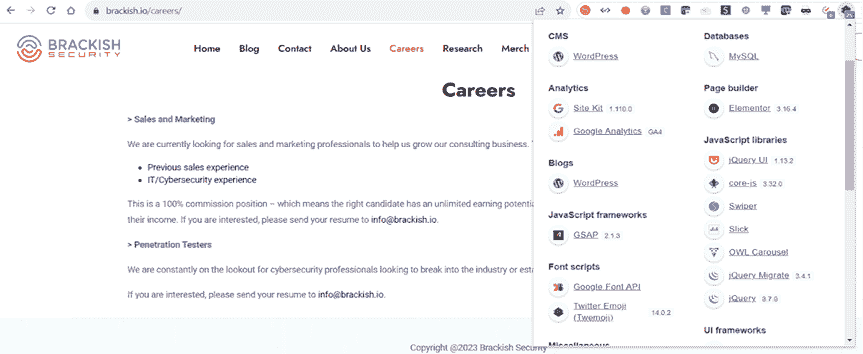 brackish.io/careers/
BRACKISH
SECURITY
Home Blog Contact About Us Careers Research Merch
Careers
> Sales and Marketing
We are currently looking for sales and marketing professionals to help us grow our consulting business.
Previous sales experience
IT/Cybersecurity experience
This is a 100% commission position – which means the right candidate has an unlimited earning potenti
their income. If you are interested, please send your resume to info@brackish.io.
> Penetration Testers
We are constantly on the lookout for cybersecurity professionals looking to break into the industry or esta
If you are interested, please send your resume to info@brackish.io.
Copyright @2023 Brackish Security
CMS
WordPress
Analytics
Site Kit 1.110.0
Google Analytics GA4
Blogs
WordPress
JavaScript frameworks
GSAP 2.1.3
Font scripts
Google Font API
Twitter Emoji
(Twemoji) 14.0.2
Miscellaneous
Databases
MySQL
Page builder
Elementor 3.16.4
JavaScript libraries
jQuery UI 1.13.2
core-js 3.32.0
Swiper
Slick
OWL Carousel
jQuery Migrate 3.4.1
jQuery 3.7.0
UI frameworks